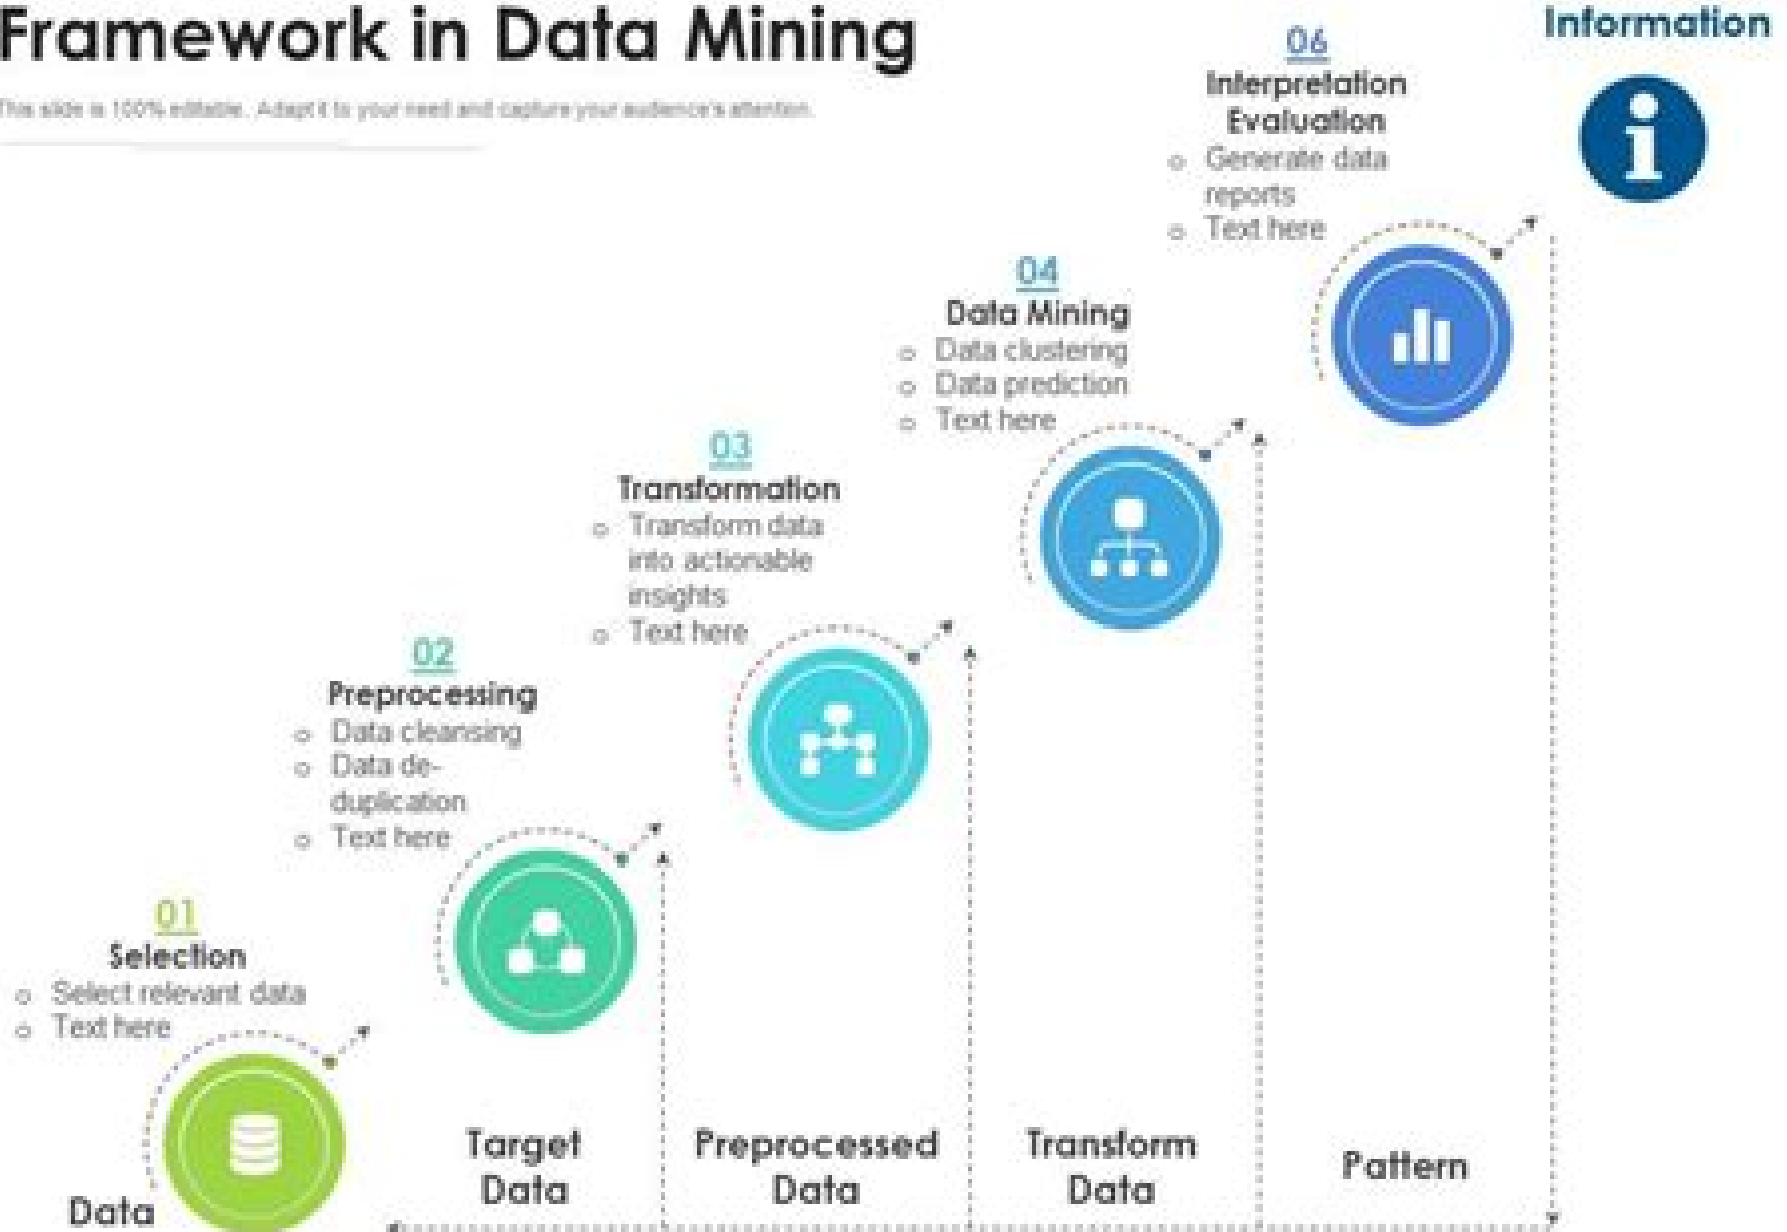 Framework in Data Mining
This slide is 100% editable. Adapt it to your need and capture your audience's attention.
Information
06
Interpretation
Evaluation
Generate data
reports
Text here
04
Data Mining
Data clustering
Data prediction
Text here
03
Transformation
Transform data
into actionable
insights
Text here
02
Preprocessing
Data cleansing
Data de-
duplication
Text here
01
Selection
Select relevant data
Text here
Data
Target
Data
Preprocessed
Data
Transform
Data
Pattern